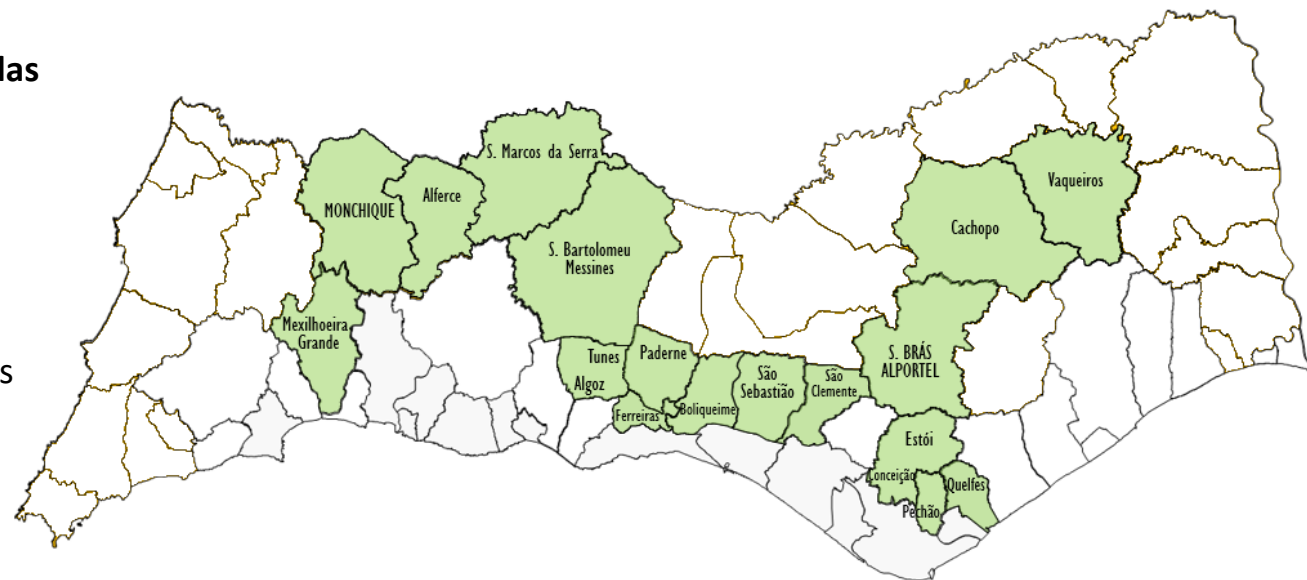 las
s
S. Marcos da Serra
MONCHIQUE
Alferce
Vaqueiros
Cachopo
S. Bartolomeu
Messines
Mexilhoeira
Grande
Tunes
Algoz
Paderne
Ferreiras
Boliqueime
São
Sebastião
São
Clemente
S. BRÁS
ALPORTEL
Estói
Conceição
Quelfes
Pechão